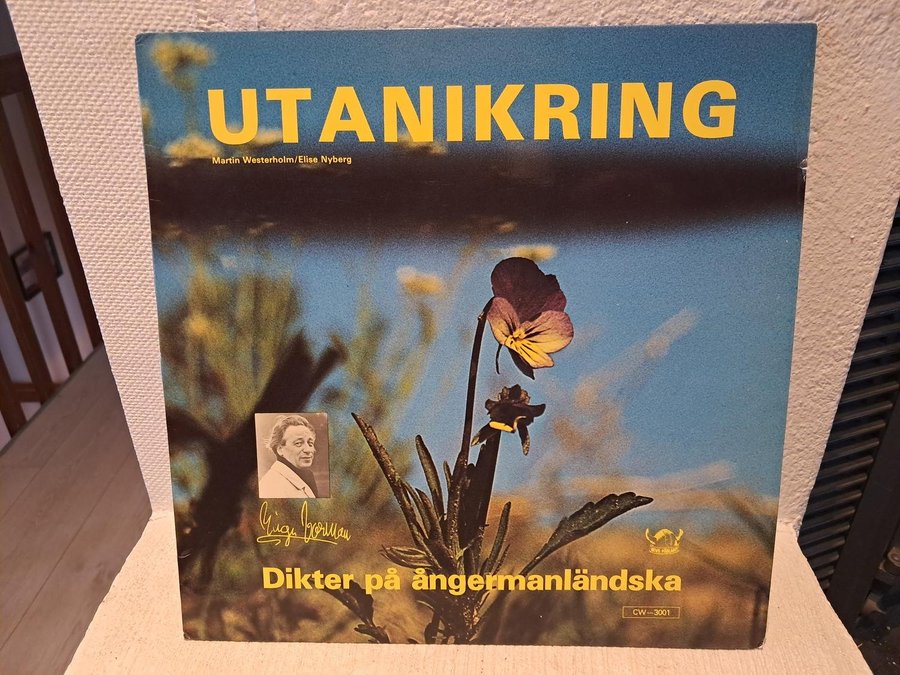 UTANIKRING
Martin Westerholm/Elise Nyberg
Dikter på ångermanländska
CW-3001